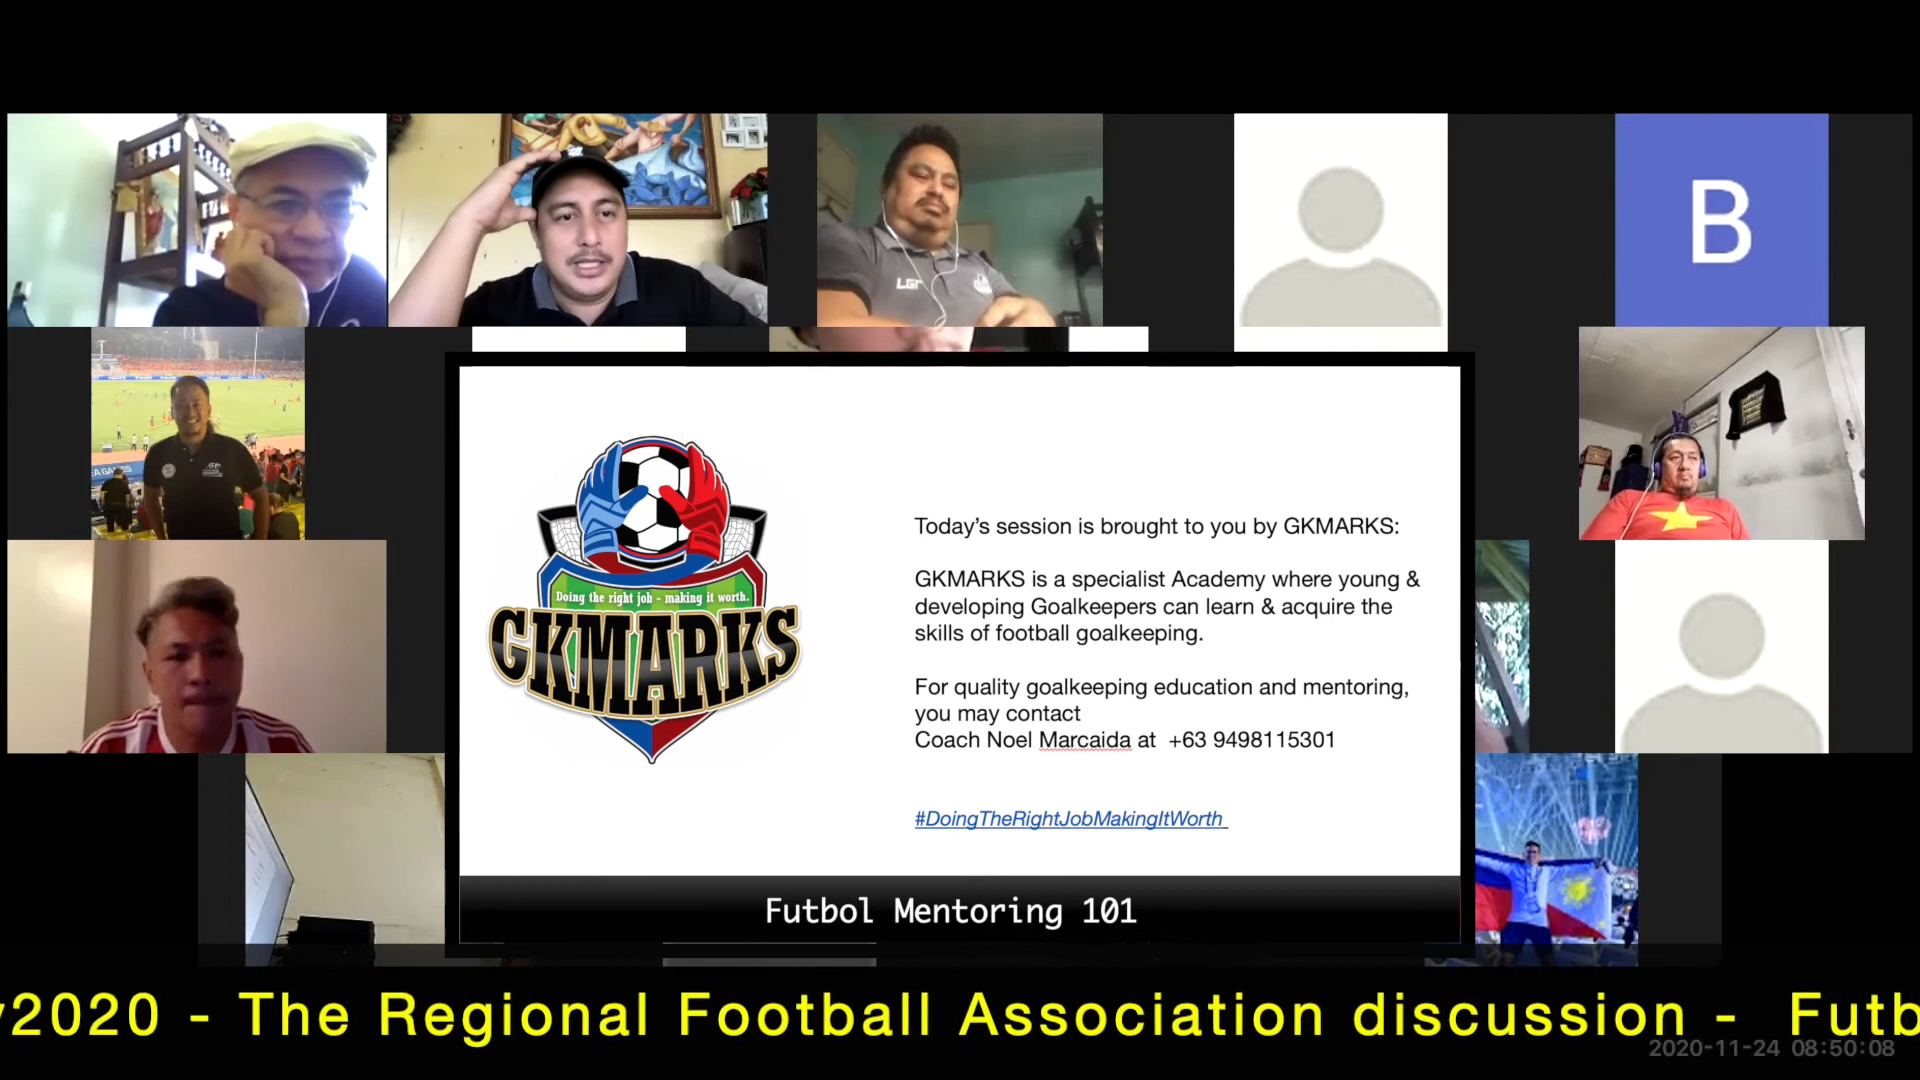 LGR
B
Doing the right job - making it worth.
GKMARKS
Today's session is brought to you by GKMARKS:
GKMARKS is a specialist Academy where young &
developing Goalkeepers can learn & acquire the
skills of football goalkeeping.
For quality goalkeeping education and mentoring,
you may contact
Coach Noel Marcaida at +63 9498115301
#DoingTheRightJobMakingItWorth
Futbol Mentoring 101
2020 - The Regional Football Association discussion - Futb
2020-11-24 08:50:08